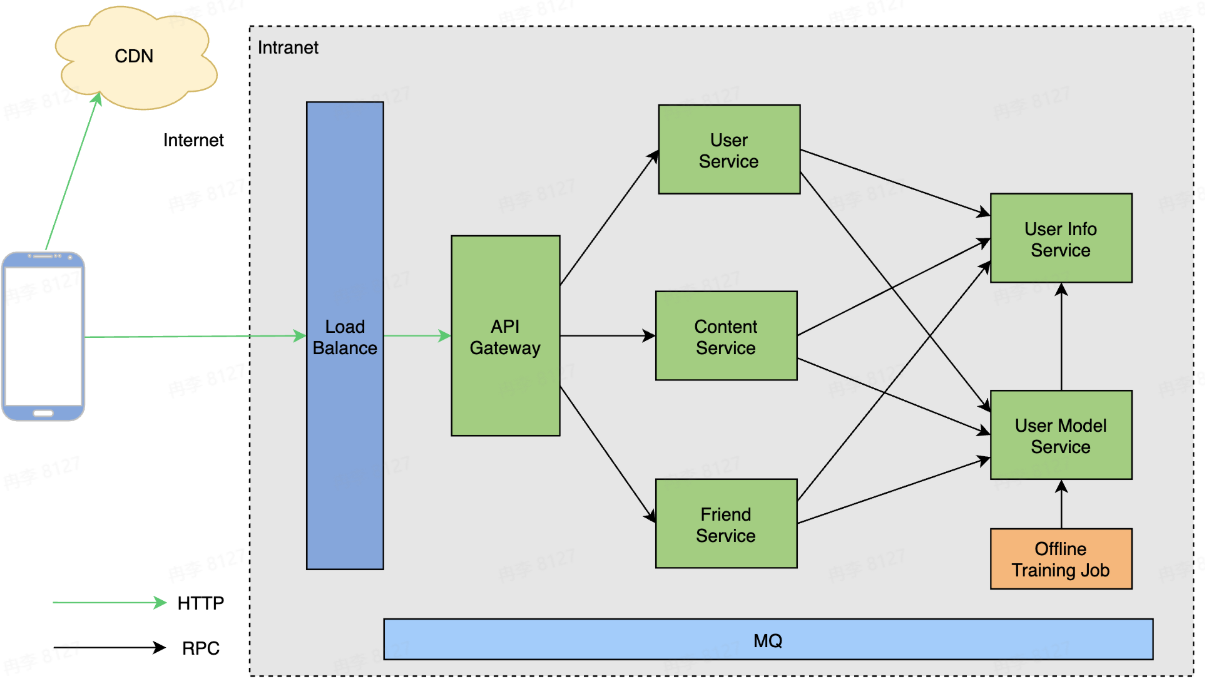 CDN
Internet
Intranet
Load
Balance
API
Gateway
User
Service
Content
Service
Friend
Service
User Info
Service
User Model
Service
Offline
Training Job
MQ
HTTP
RPC
冉李 8127